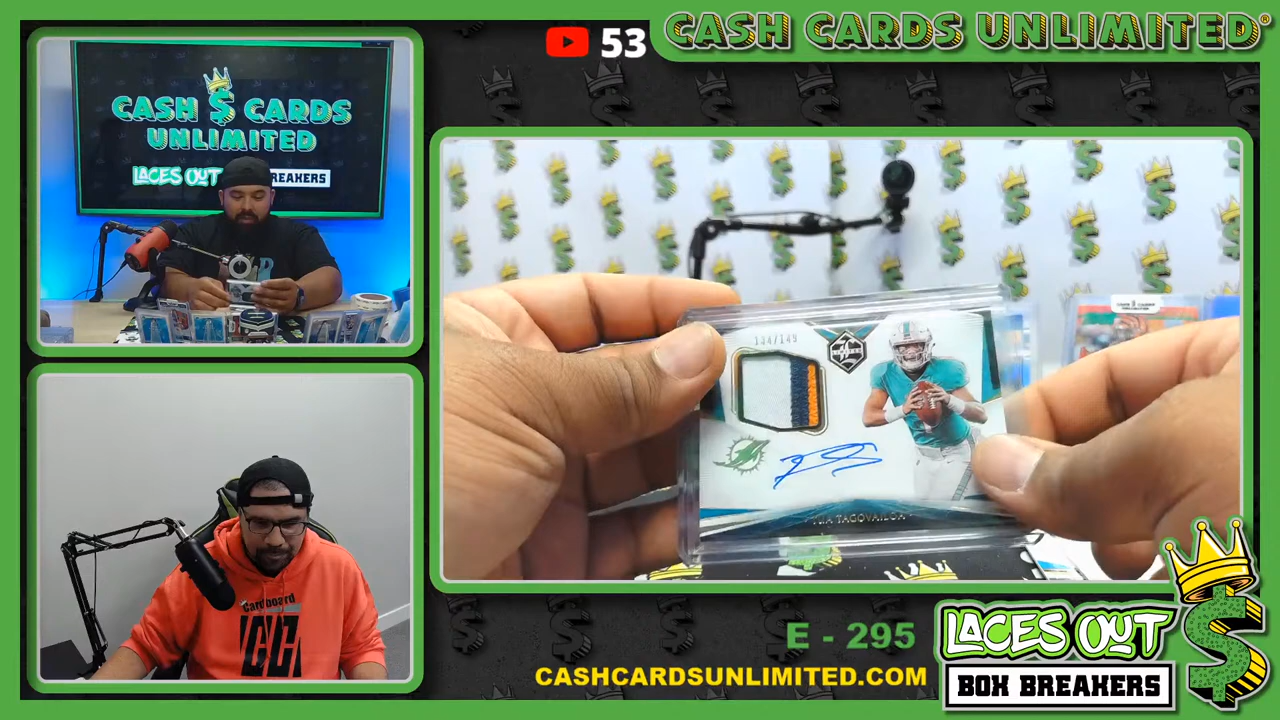 53
CASH CARDS UNLIMITED®
CASH $ CARDS
UNLIMITED
LACES OUT
BREAKERS
134/149
TAGOVAILOA
Cardboard
E - 295
CASHCARDSUNLIMITED.COM
LACES OUT
BOX BREAKERS